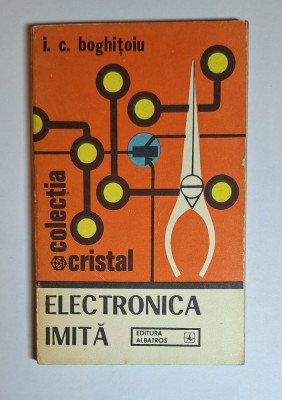 i. c. boghițoiu
colecția
cristal
ELECTRONICA
IMITĂ
EDITURA
ALBATROS